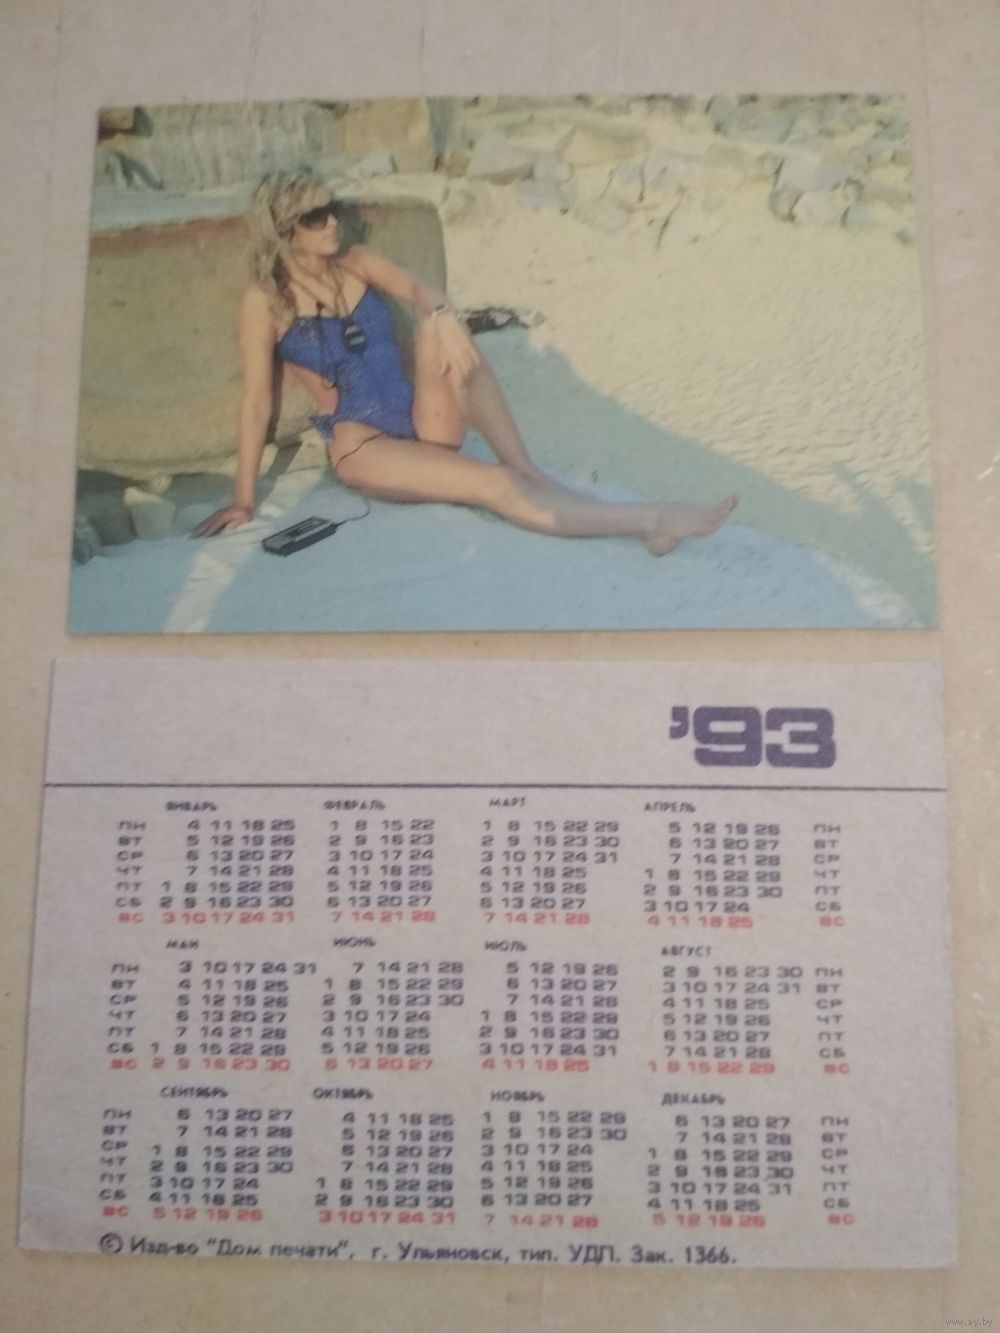 '93
ЯНВАРЬ ФЕВРАЛЬ МАРТ АПРЕЛЬ
ПН 4 11 18 25 1 8 15 22 1 8 15 22 29 5 12 19 26 ПН
ВТ 5 12 19 26 2 9 16 23 2 9 16 23 30 6 13 20 27 ВТ
СР 6 13 20 27 3 10 17 24 3 10 17 24 31 7 14 21 28 СР
ЧТ 7 14 21 28 4 11 18 25 4 11 18 25 1 8 15 22 29 ЧТ
ПТ 1 8 15 22 29 5 12 19 26 5 12 19 26 2 9 16 23 30 ПТ
СБ 2 9 16 23 30 6 13 20 27 6 13 20 27 3 10 17 24 СБ
ВС 3 10 17 24 31 7 14 21 28 7 14 21 28 4 11 18 25 ВС
МАЙ ИЮНЬ ИЮЛЬ АВГУСТ
ПН 3 10 17 24 31 7 14 21 28 5 12 19 26 2 9 16 23 30 ПН
ВТ 4 11 18 25 1 8 15 22 29 6 13 20 27 3 10 17 24 31 ВТ
СР 5 12 19 26 2 9 16 23 30 7 14 21 28 4 11 18 25 СР
ЧТ 6 13 20 27 3 10 17 24 1 8 15 22 29 5 12 19 26 ЧТ
ПТ 7 14 21 28 4 11 18 25 2 9 16 23 30 6 13 20 27 ПТ
СБ 1 8 15 22 29 5 12 19 26 3 10 17 24 31 7 14 21 28 СБ
ВС 2 9 16 23 30 6 13 20 27 4 11 18 25 1 8 15 22 29 ВС
СЕНТЯБРЬ ОКТЯБРЬ НОЯБРЬ ДЕКАБРЬ
ПН 6 13 20 27 4 11 18 25 1 8 15 22 29 6 13 20 27 ПН
ВТ 7 14 21 28 5 12 19 26 2 9 16 23 30 7 14 21 28 ВТ
СР 1 8 15 22 29 6 13 20 27 3 10 17 24 1 8 15 22 29 СР
ЧТ 2 9 16 23 30 7 14 21 28 4 11 18 25 2 9 16 23 30 ЧТ
ПТ 3 10 17 24 1 8 15 22 29 5 12 19 26 3 10 17 24 31 ПТ
СБ 4 11 18 25 2 9 16 23 30 6 13 20 27 4 11 18 25 СБ
ВС 5 12 19 26 3 10 17 24 31 7 14 21 28 5 12 19 26 ВС
© Изд-во "Дом печати", г. Ульяновск, тип. УДП. Зак. 1366.
www.ay.by